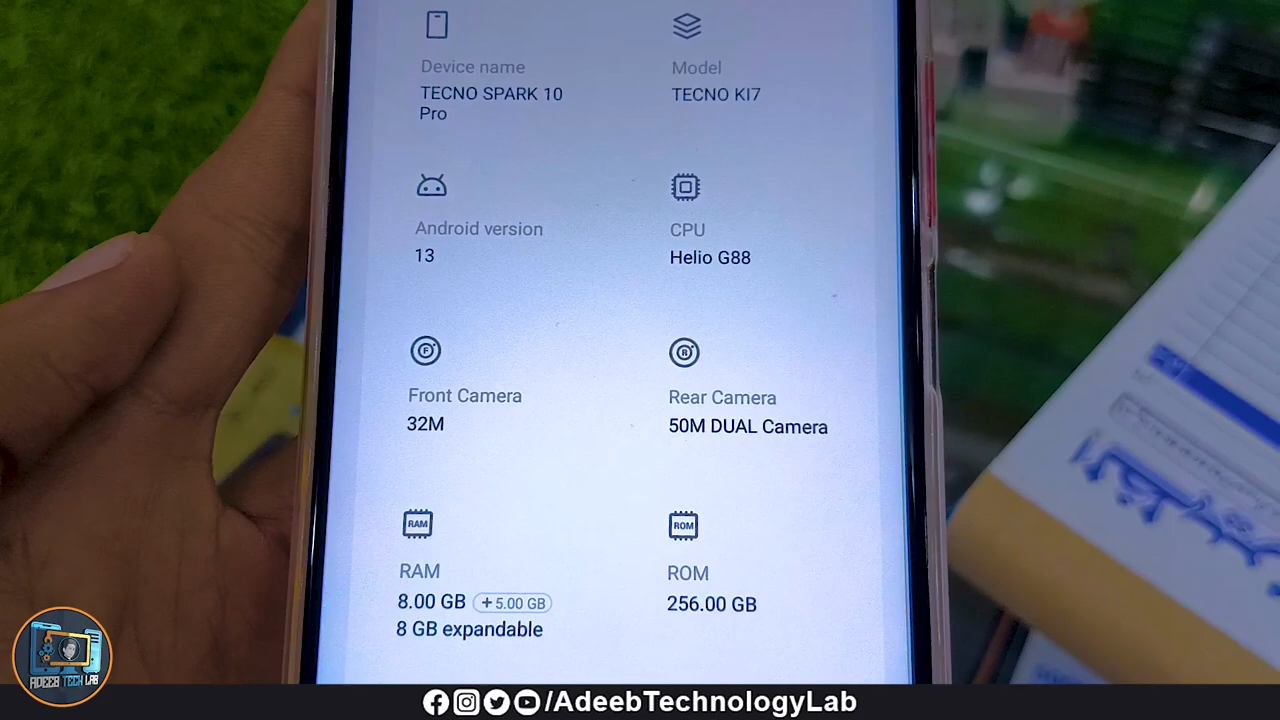 Device name
TECNO SPARK 10
Pro
Model
TECNO KI7
Android version
13
CPU
Helio G88
F
Front Camera
32M
R
Rear Camera
50M DUAL Camera
RAM
RAM
8.00 GB +5.00 GB
8 GB expandable
ROM
ROM
256.00 GB
ADEEB TECH LAB
/AdeebTechnologyLab